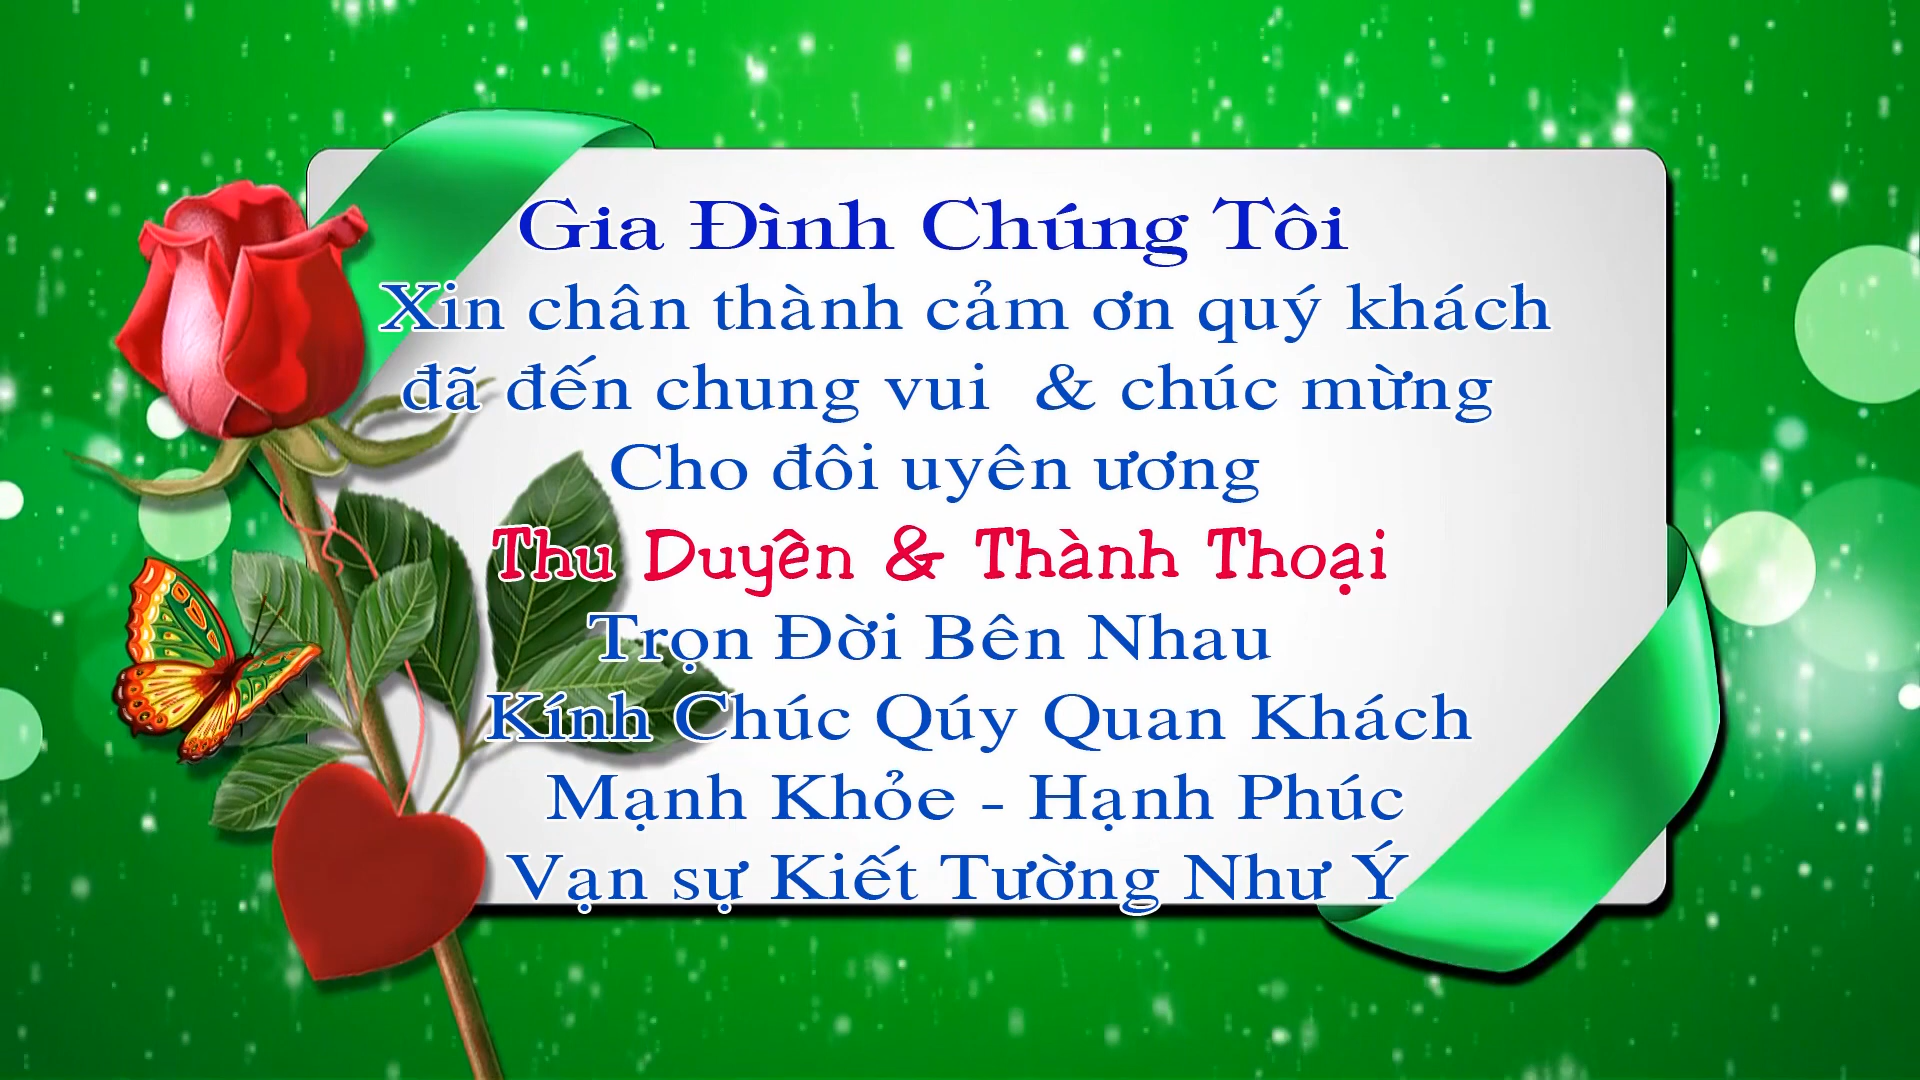 Gia Đình Chúng Tôi
Xin chân thành cảm ơn quý khách
đã đến chung vui & chúc mừng
Cho đôi uyên ương
Thu Duyên & Thành Thoại
Trọn Đời Bên Nhau
Kính Chúc Qúy Quan Khách
Mạnh Khỏe - Hạnh Phúc
Vạn sự Kiết Tường Như Ý